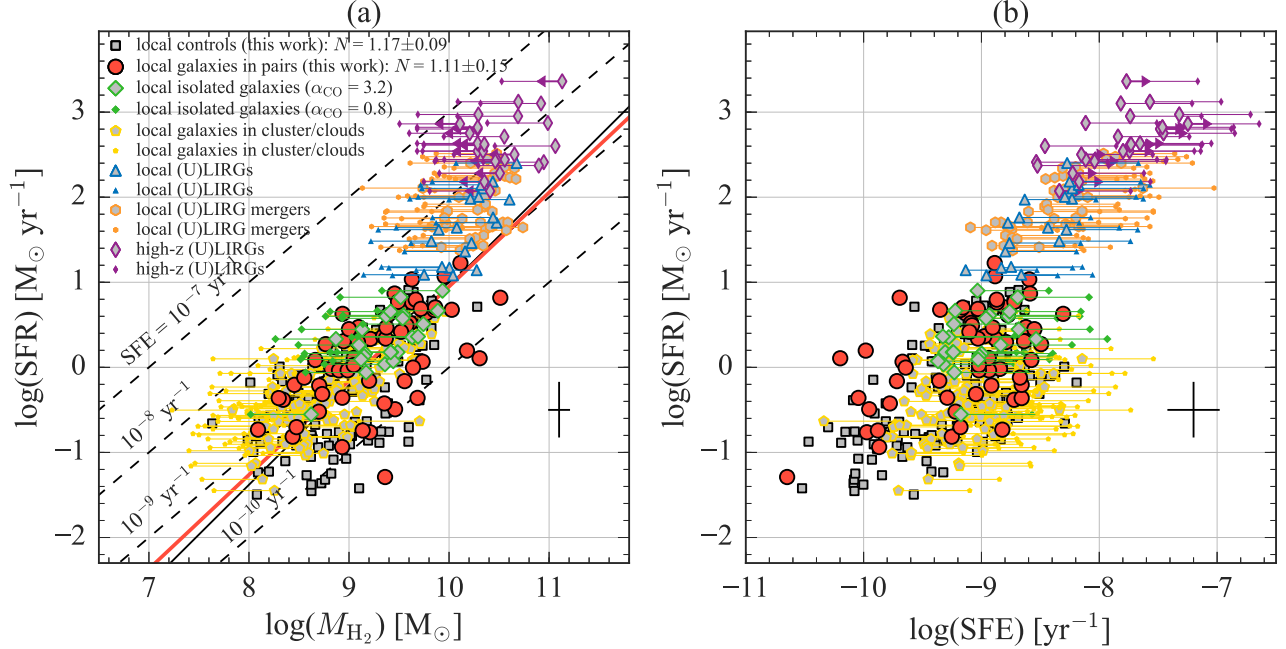 (a)
(b)
local controls (this work): N = 1.17±0.09
local galaxies in pairs (this work): N = 1.11±0.15
local isolated galaxies (αCO = 3.2)
local isolated galaxies (αCO = 0.8)
local galaxies in cluster/clouds
local galaxies in cluster/clouds
local (U)LIRGs
local (U)LIRGs
local (U)LIRG mergers
local (U)LIRG mergers
high-z (U)LIRGs
high-z (U)LIRGs
SFE = 10⁻⁷ yr⁻¹
10⁻⁸ yr⁻¹
10⁻⁹ yr⁻¹
10⁻¹⁰ yr⁻¹
log(SFR) [M⊙ yr⁻¹]
3
2
1
0
−1
−2
7
8
9
10
11
log(MH₂) [M⊙]
log(SFR) [M⊙ yr⁻¹]
3
2
1
0
−1
−2
−11
−10
−9
−8
−7
log(SFE) [yr⁻¹]